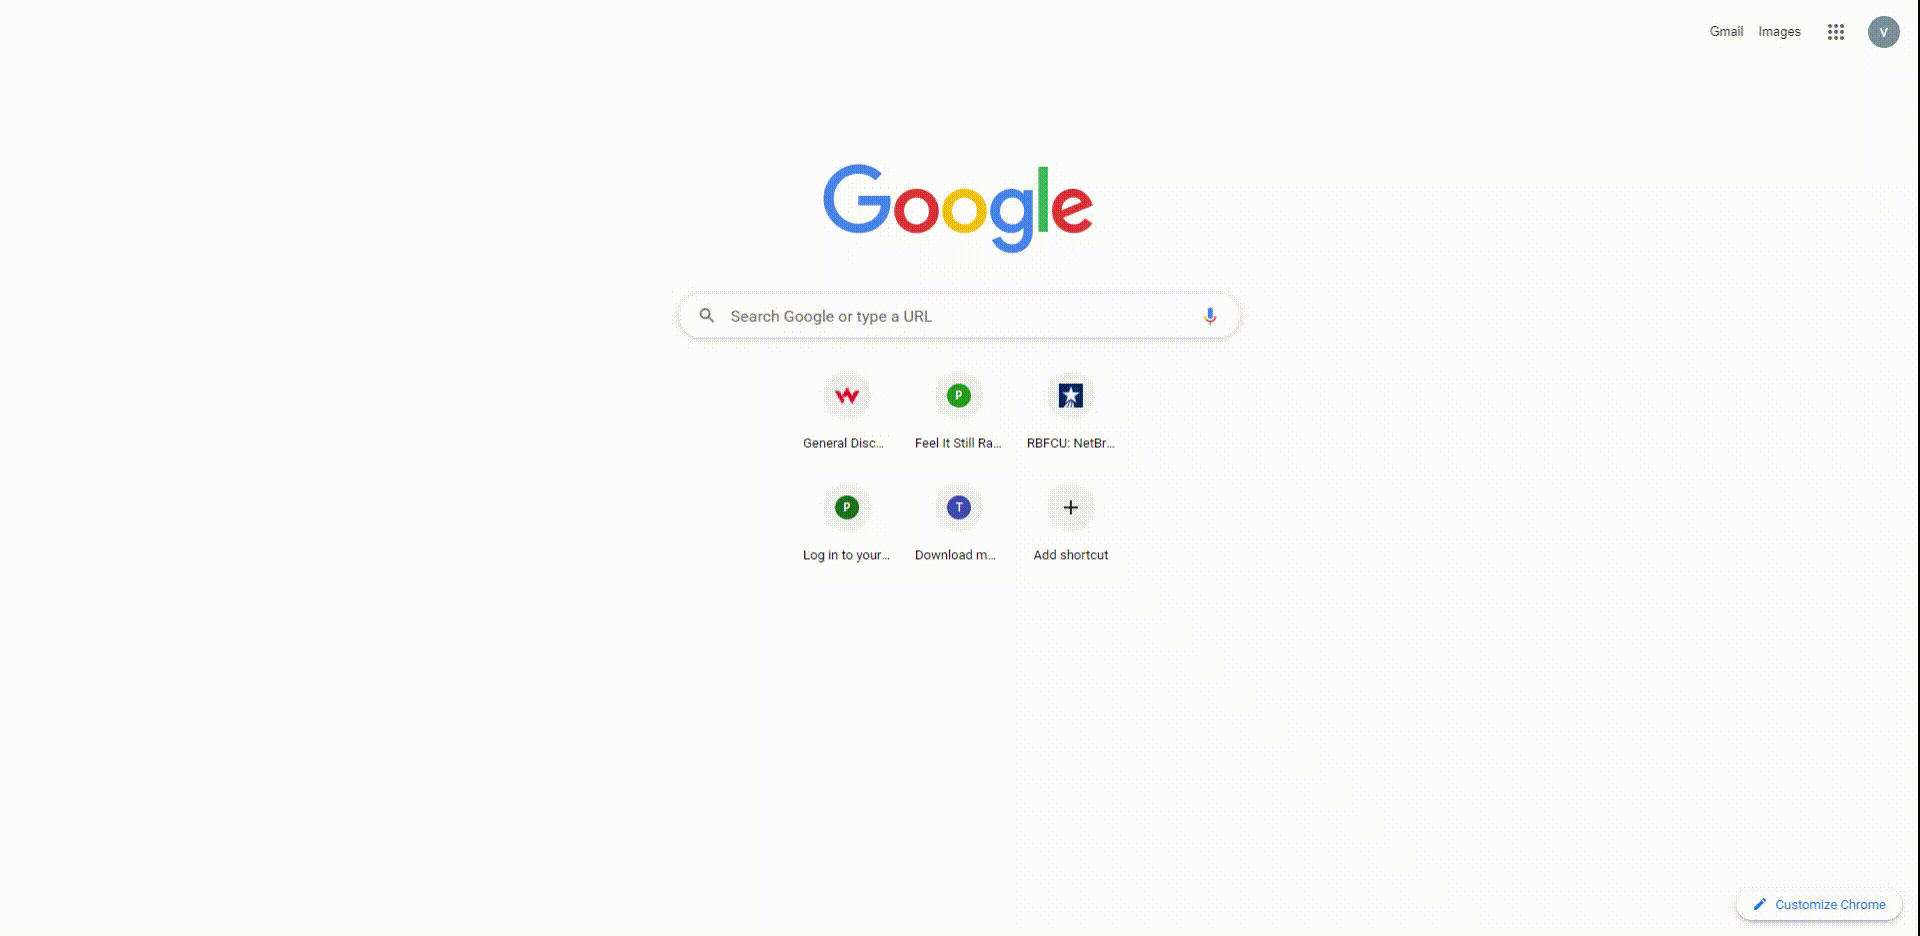 Gmail Images V
Google
Search Google or type a URL
P
General Disc... Feel It Still Ra... RBFCU: NetBr...
P T
Log in to your... Download m... Add shortcut
Customize Chrome